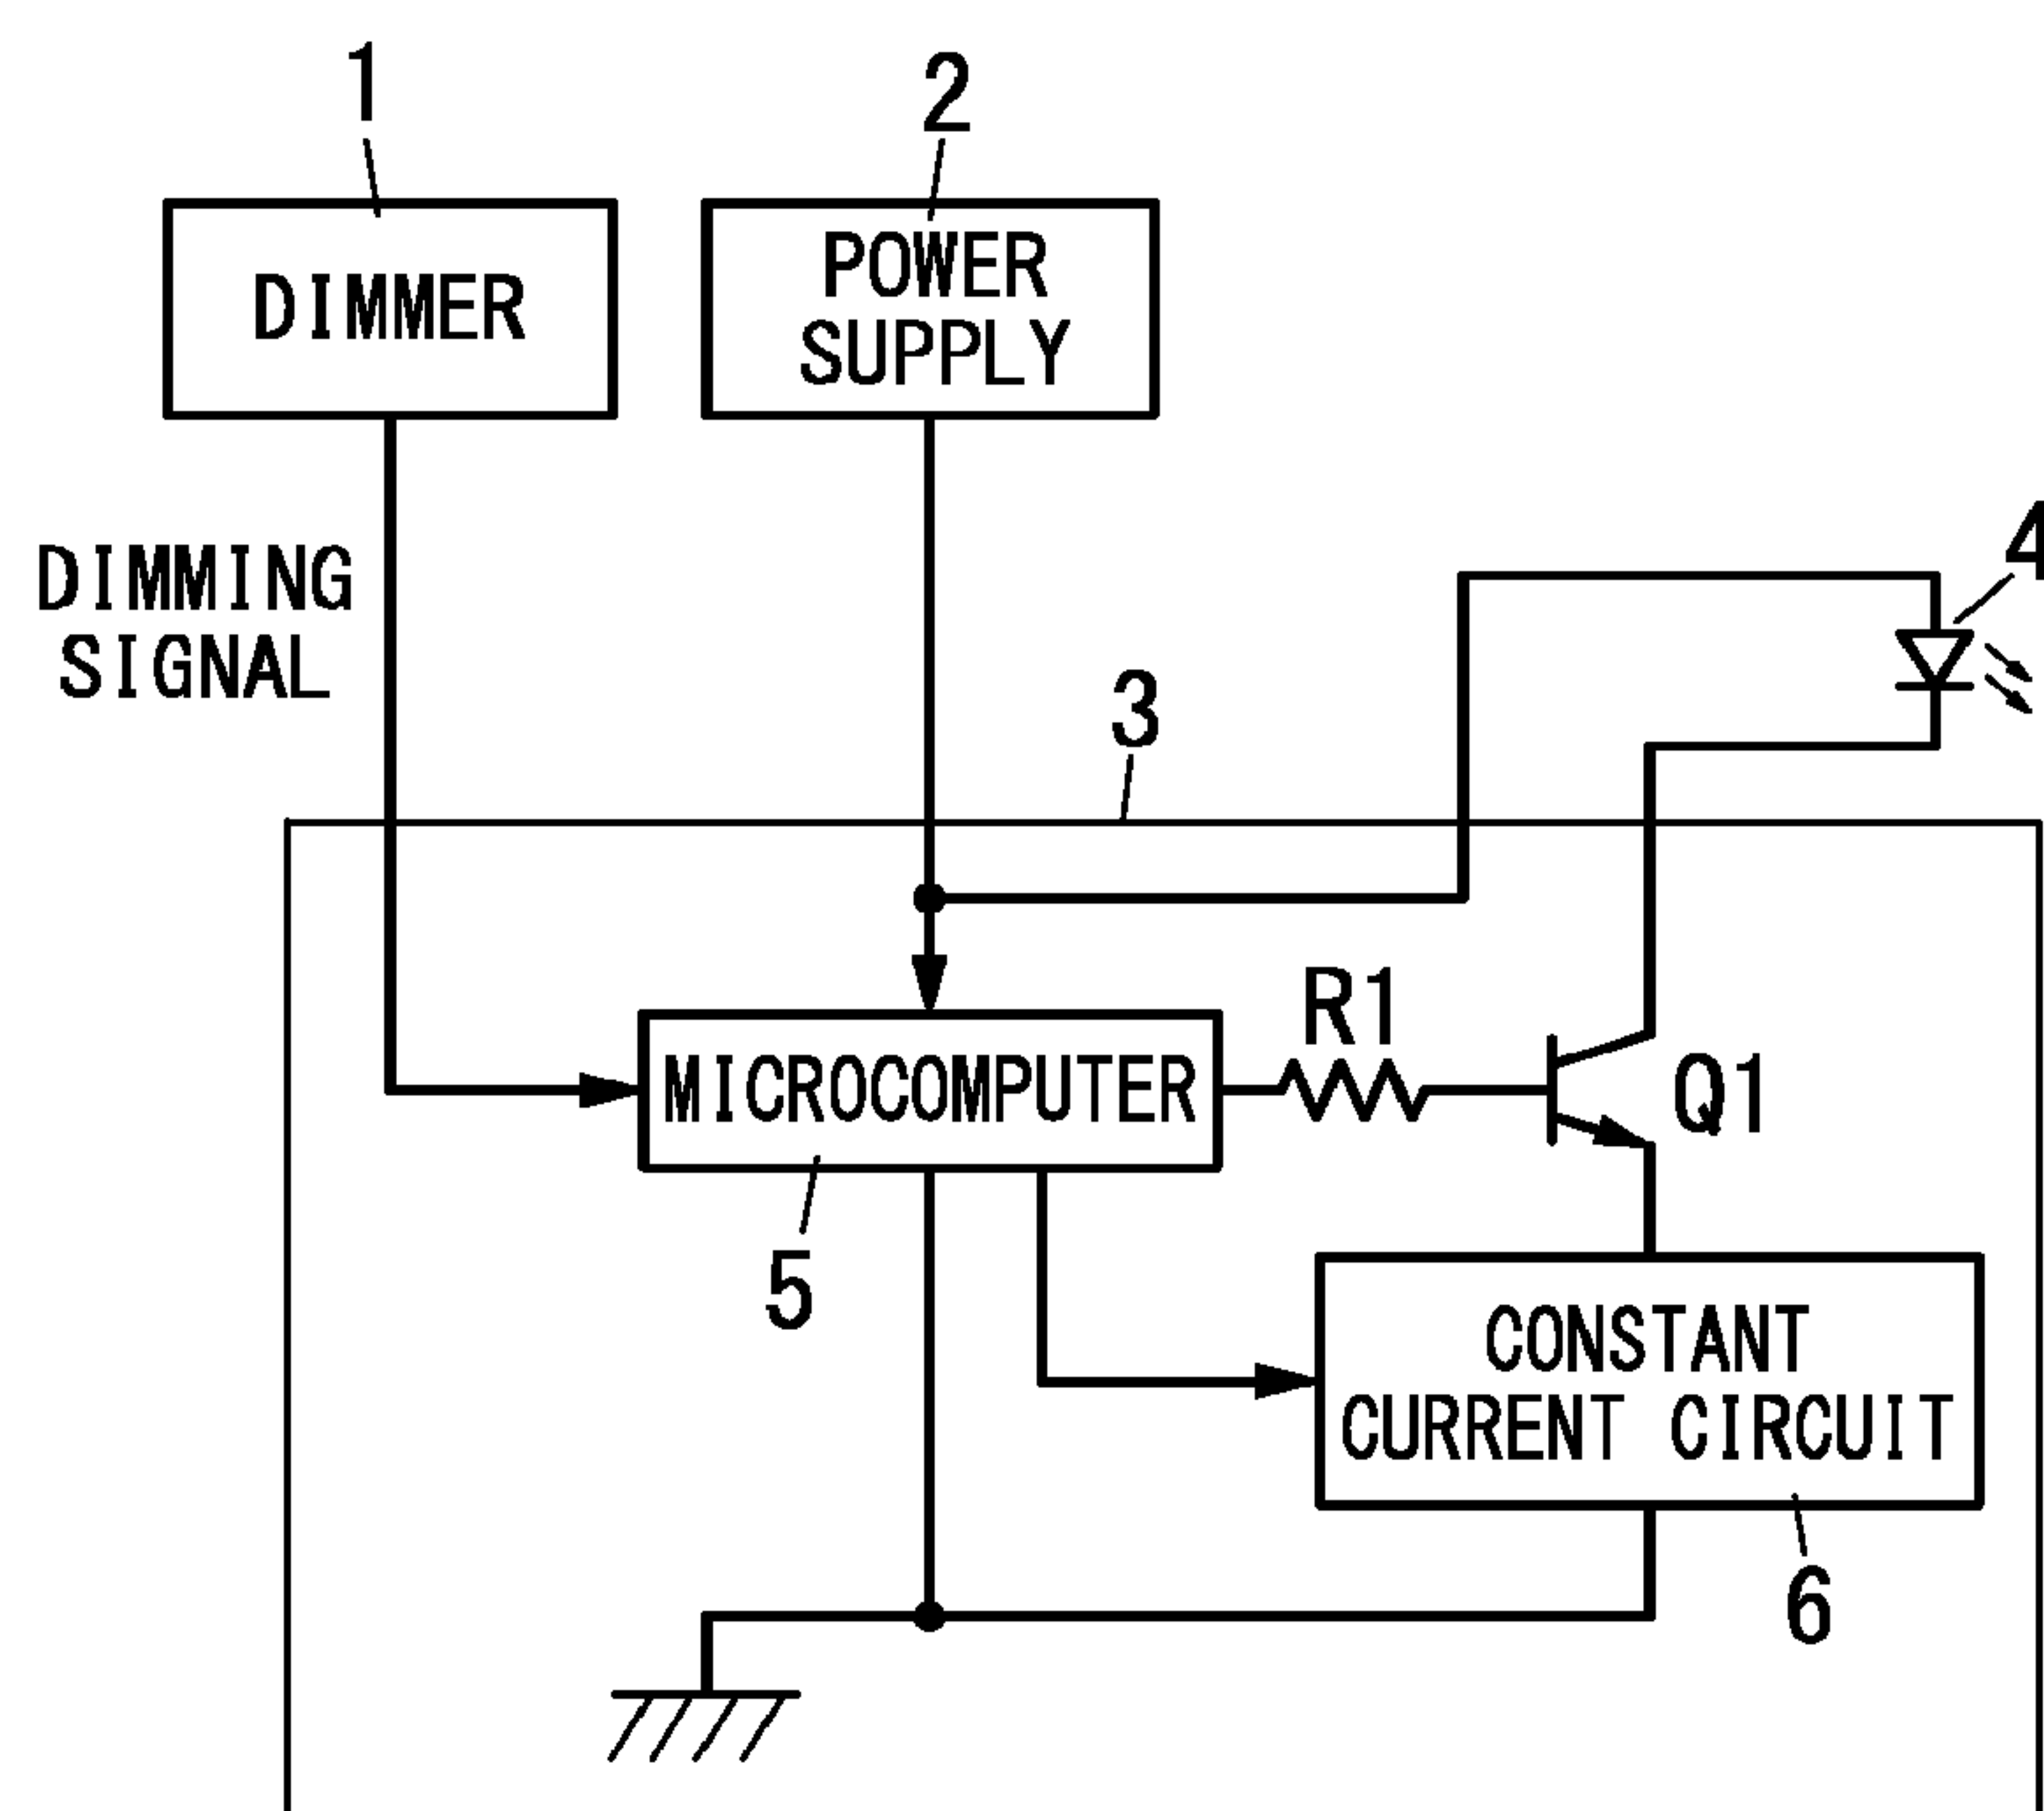 1
2
DIMMER
POWER
SUPPLY
DIMMING
SIGNAL
4
3
R1
MICROCOMPUTER
Q1
5
CONSTANT
CURRENT CIRCUIT
6